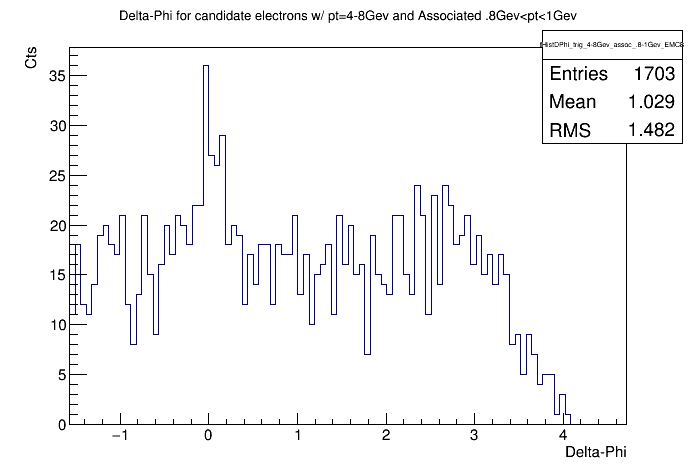 Delta-Phi for candidate electrons w/ pt=4-8Gev and Associated .8Gev<pt<1Gev
Cts
HistDPhi_trig_4-8Gev_assoc_.8-1Gev_EMC8
Entries 1703
Mean 1.029
RMS 1.482
35
30
25
20
15
10
5
0
−1 0 1 2 3 4
Delta-Phi